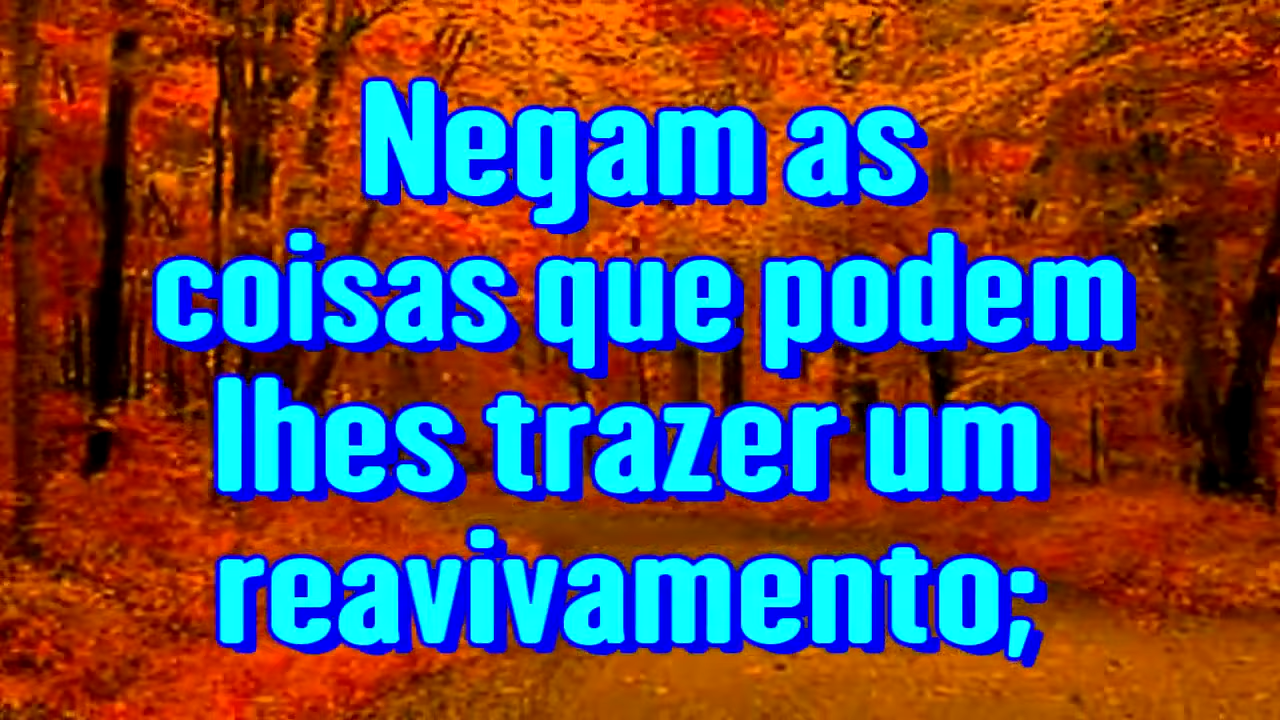 Negam as
coisas que podem
lhes trazer um
reavivamento;